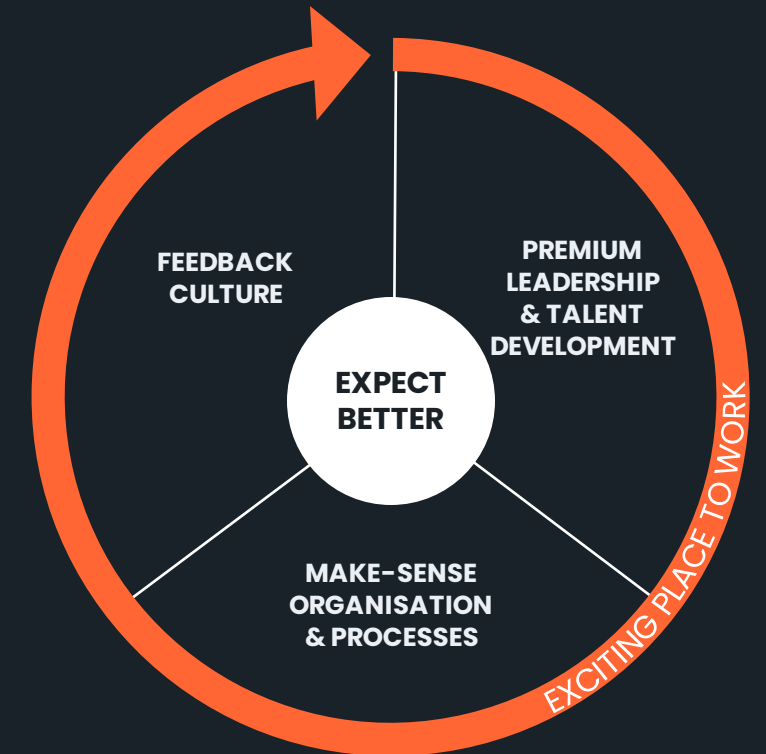 FEEDBACK
CULTURE
PREMIUM
LEADERSHIP
& TALENT
DEVELOPMENT
EXPECT
BETTER
MAKE-SENSE
ORGANISATION
& PROCESSES
EXCITING PLACE TO WORK